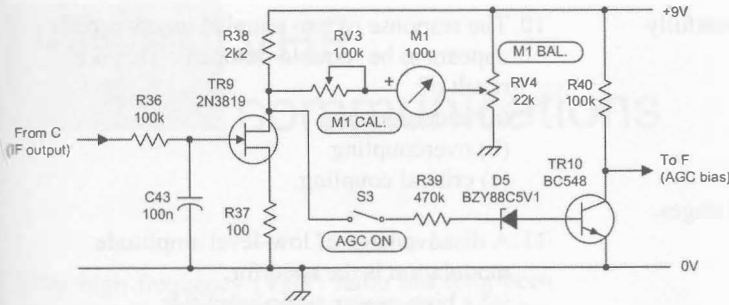 +9V
R38
2k2
RV3
100k
M1
100u
M1 BAL.
RV4
22k
R40
100k
TR9
2N3819
R36
100k
M1 CAL.
From C
(IF output)
To F
(AGC bias)
TR10
BC548
C43
100n
R37
100
S3
AGC ON
R39
470k
D5
BZY88C5V1
0V